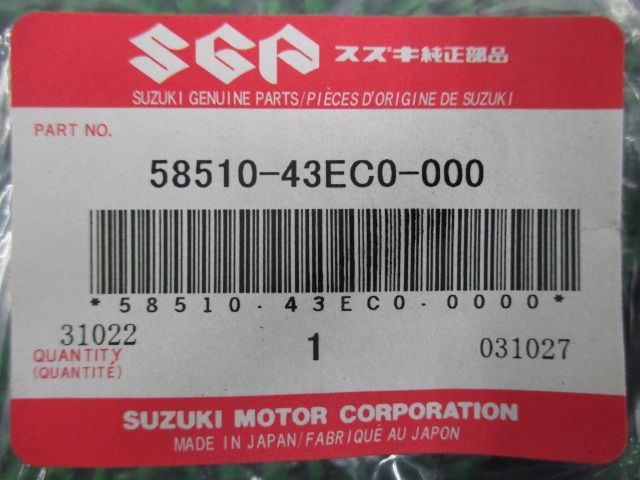 SGP スズキ純正部品
SUZUKI GENUINE PARTS/PIÈCES D'ORIGINE DE SUZUKI
PART NO.
58510-43EC0-000
*58510-43EC0-0000*
31022
QUANTITY 1 031027
(QUANTITÉ)
SUZUKI MOTOR CORPORATION
MADE IN JAPAN/FABRIQUÉ AU JAPON